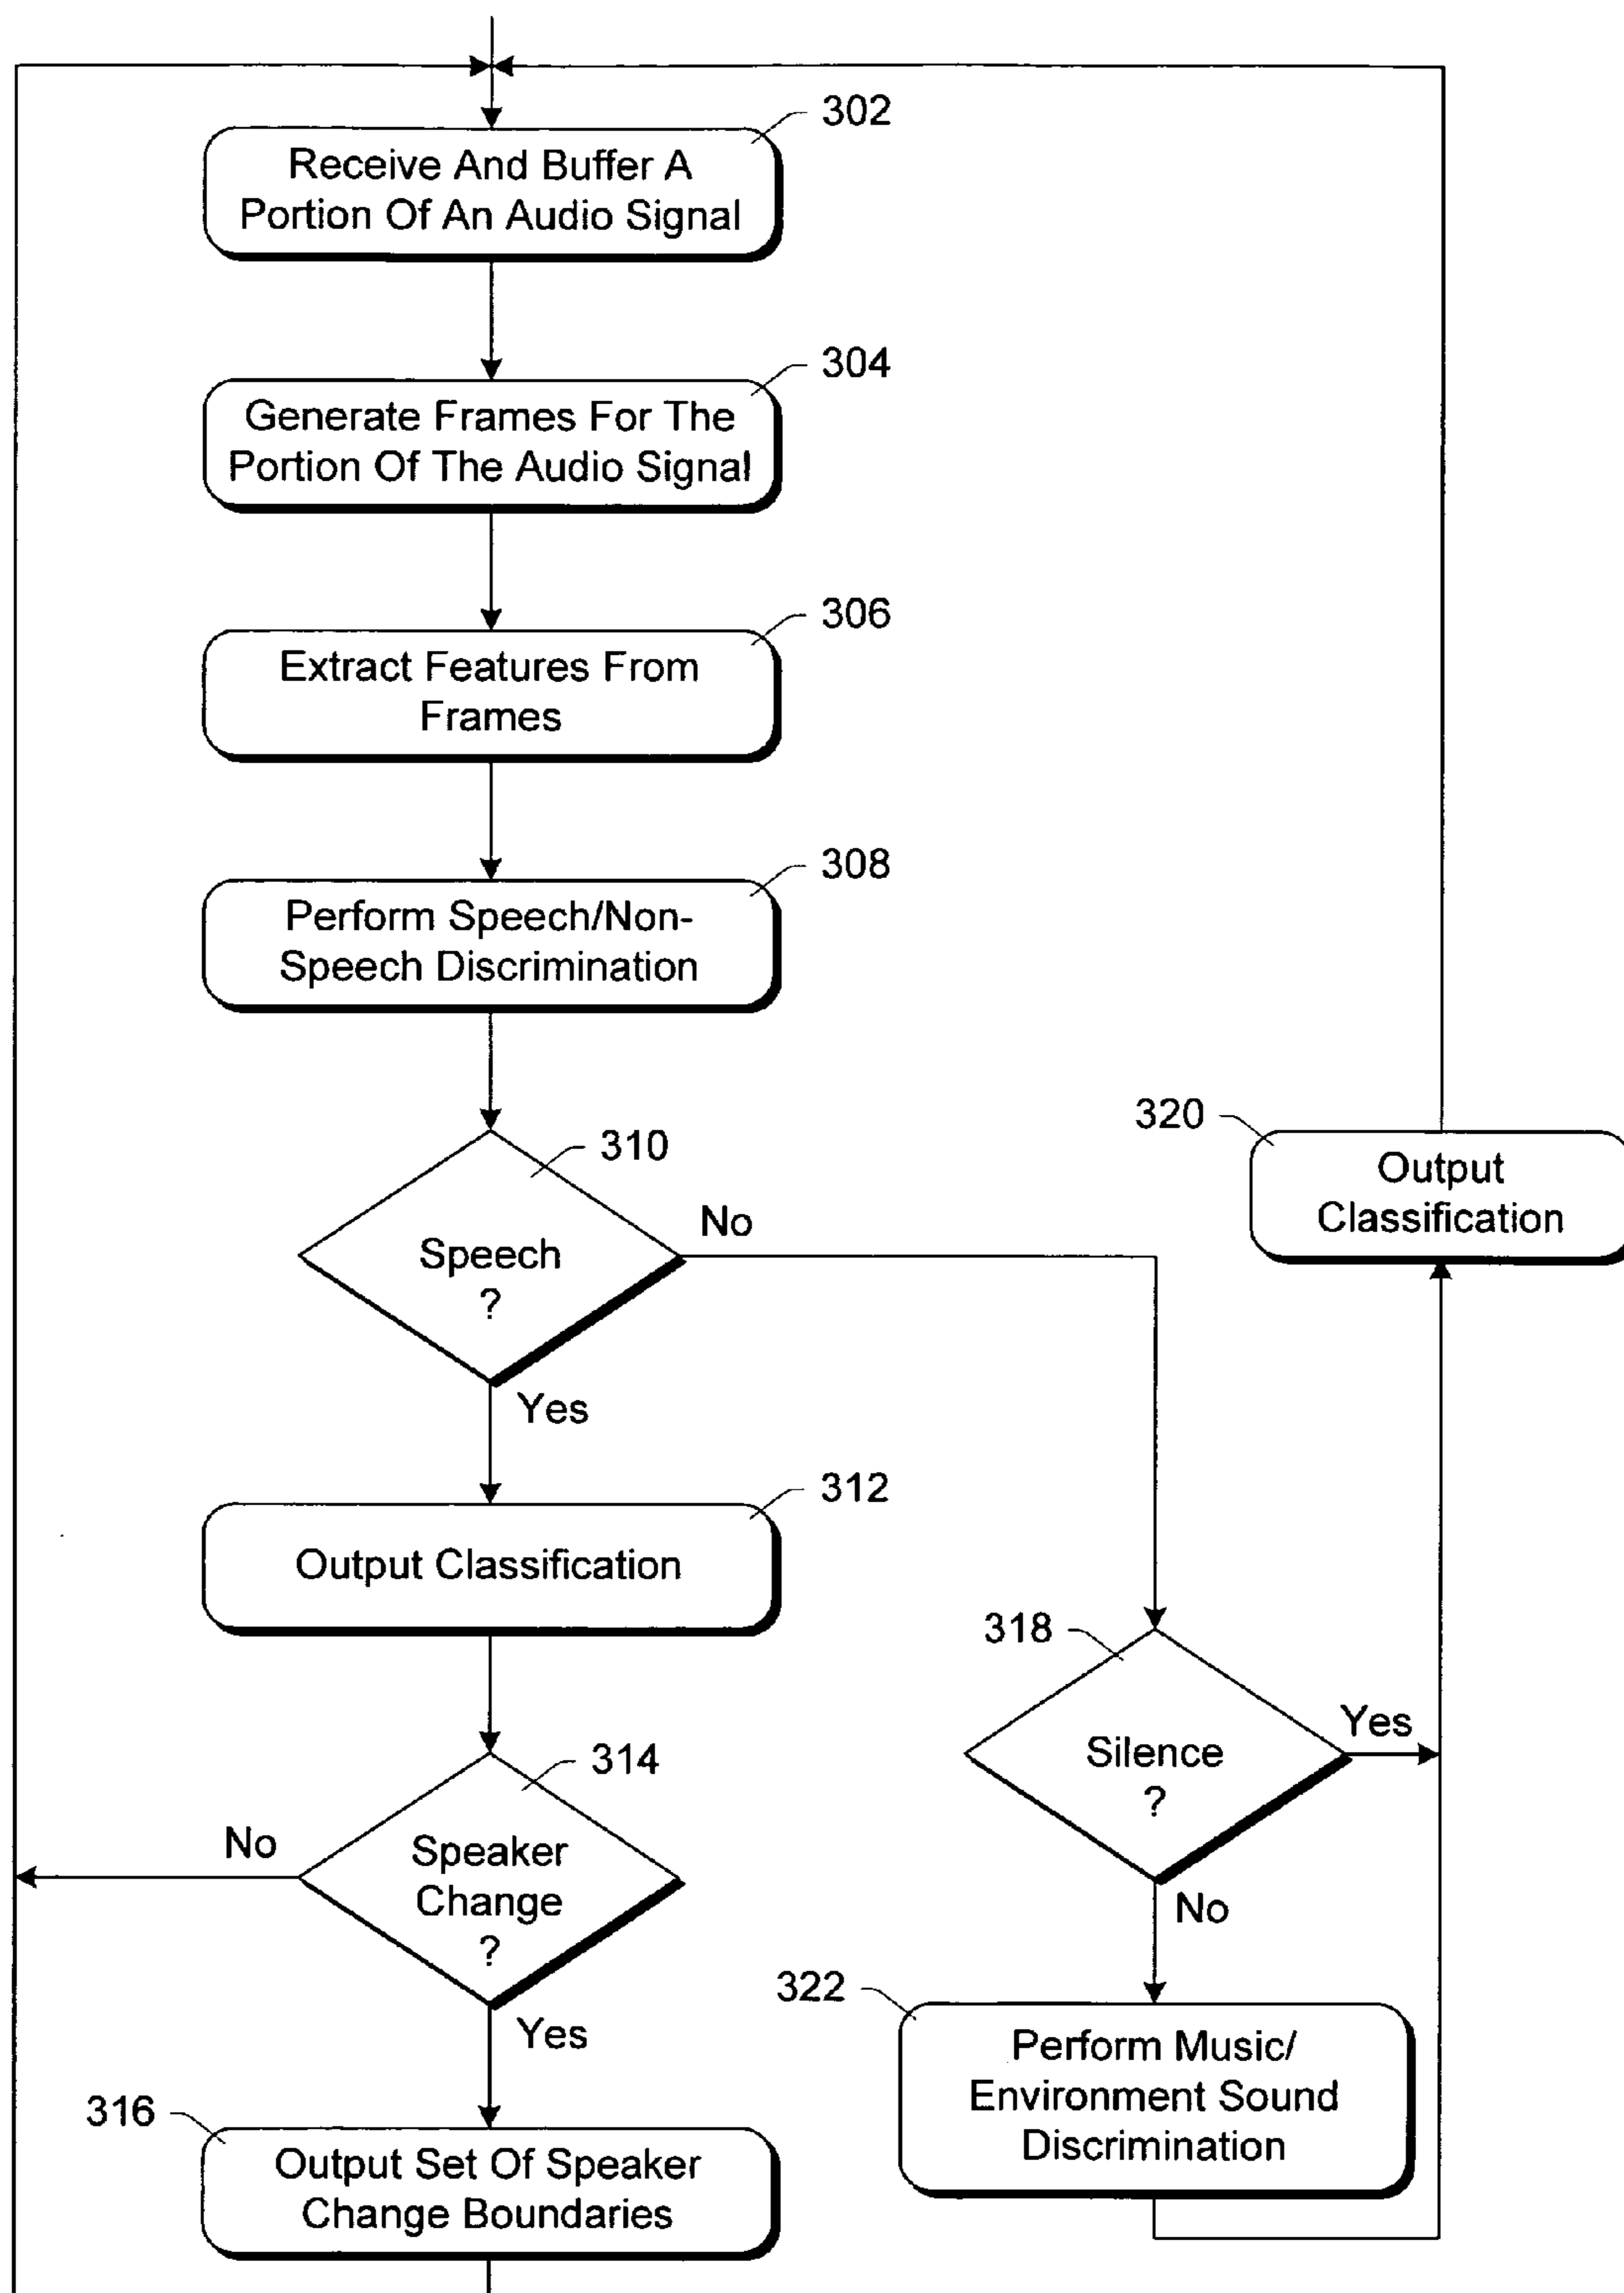 302
Receive And Buffer A
Portion Of An Audio Signal
304
Generate Frames For The
Portion Of The Audio Signal
306
Extract Features From
Frames
308
Perform Speech/Non-
Speech Discrimination
310
Speech
?
No
Yes
320
Output
Classification
312
Output Classification
314
Speaker
Change
?
No
Yes
318
Silence
?
Yes
No
322
Perform Music/
Environment Sound
Discrimination
316
Output Set Of Speaker
Change Boundaries